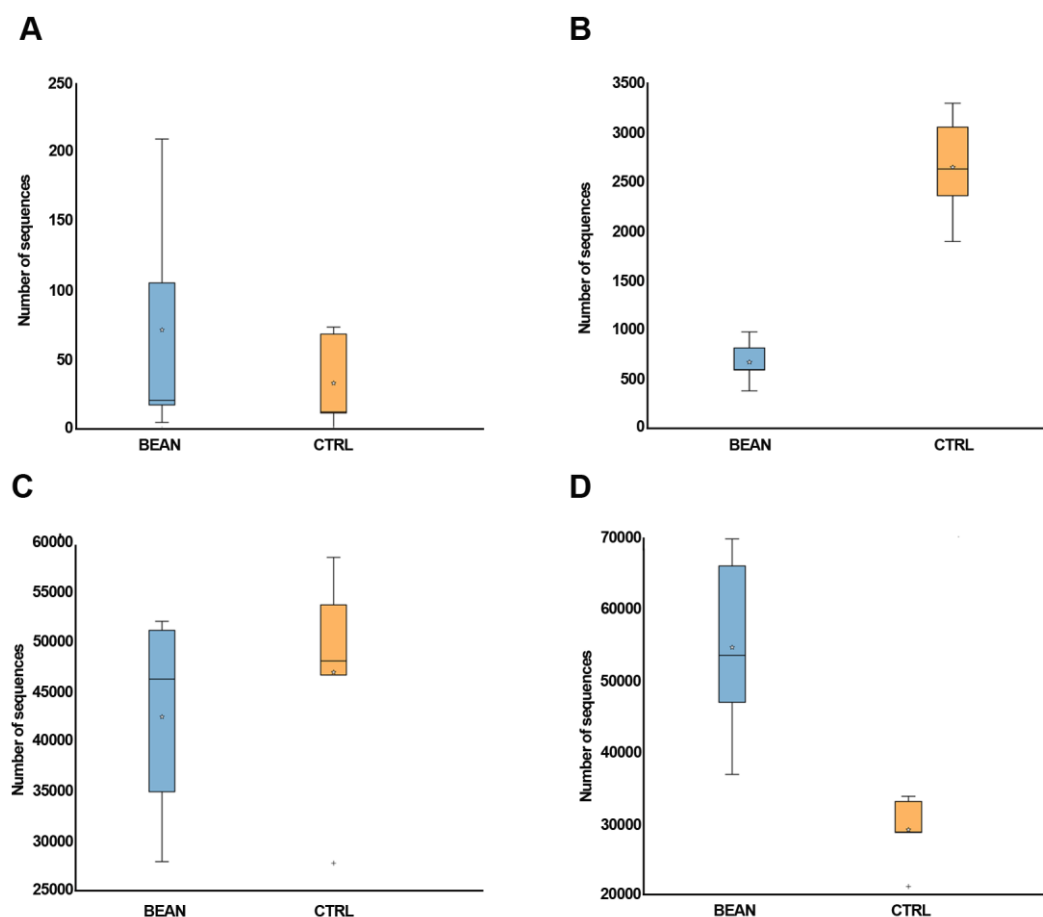 A
Number of sequences
250
200
150
100
50
0
BEAN
CTRL
B
Number of sequences
3500
3000
2500
2000
1500
1000
500
0
BEAN
CTRL
C
Number of sequences
60000
55000
50000
45000
40000
35000
30000
25000
BEAN
CTRL
D
Number of sequences
70000
60000
50000
40000
30000
20000
BEAN
CTRL